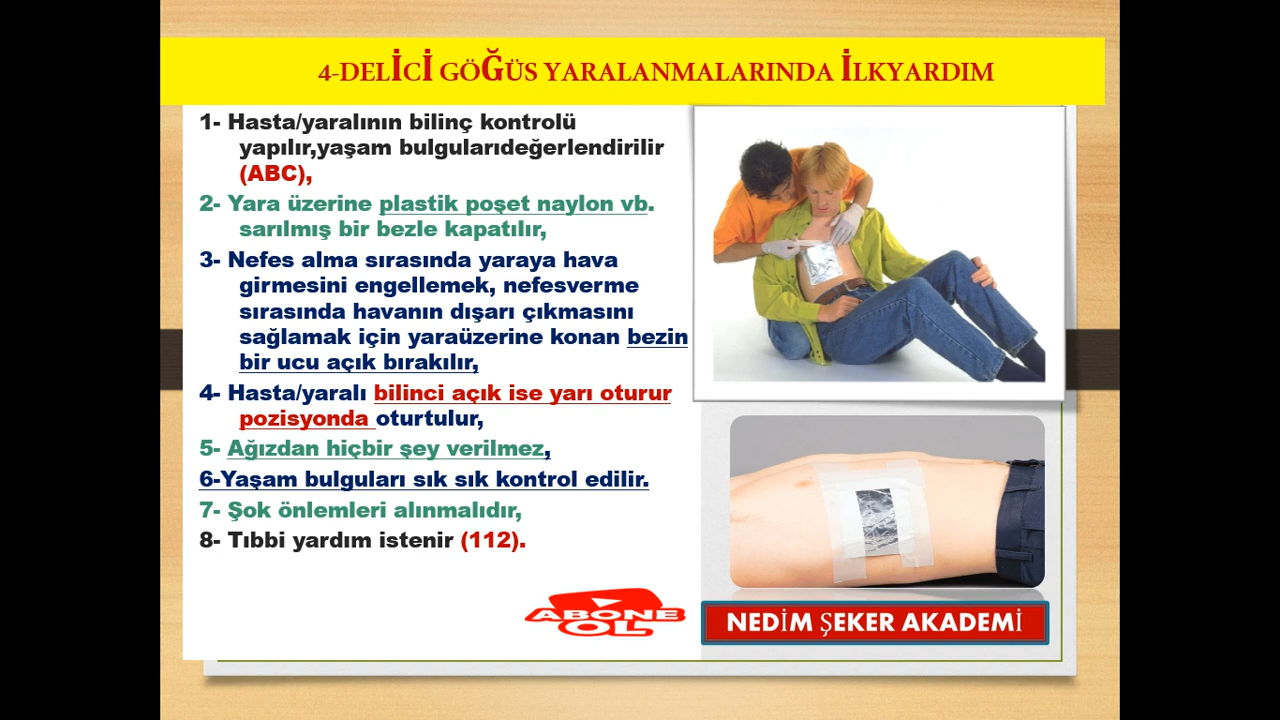 4-DELİCİ GÖĞÜS YARALANMALARINDA İLKYARDIM
1- Hasta/yaralının bilinç kontrolü
yapılır,yaşam bulgularıdeğerlendirilir
(ABC),
2- Yara üzerine plastik poşet naylon vb.
sarılmış bir bezle kapatılır,
3- Nefes alma sırasında yaraya hava
girmesini engellemek, nefesverme
sırasında havanın dışarı çıkmasını
sağlamak için yaraüzerine konan bezin
bir ucu açık bırakılır,
4- Hasta/yaralı bilinci açık ise yarı oturur
pozisyonda oturtulur,
5- Ağızdan hiçbir şey verilmez,
6-Yaşam bulguları sık sık kontrol edilir.
7- Şok önlemleri alınmalıdır,
8- Tıbbi yardım istenir (112).
ABONE
OL
NEDİM ŞEKER AKADEMİ